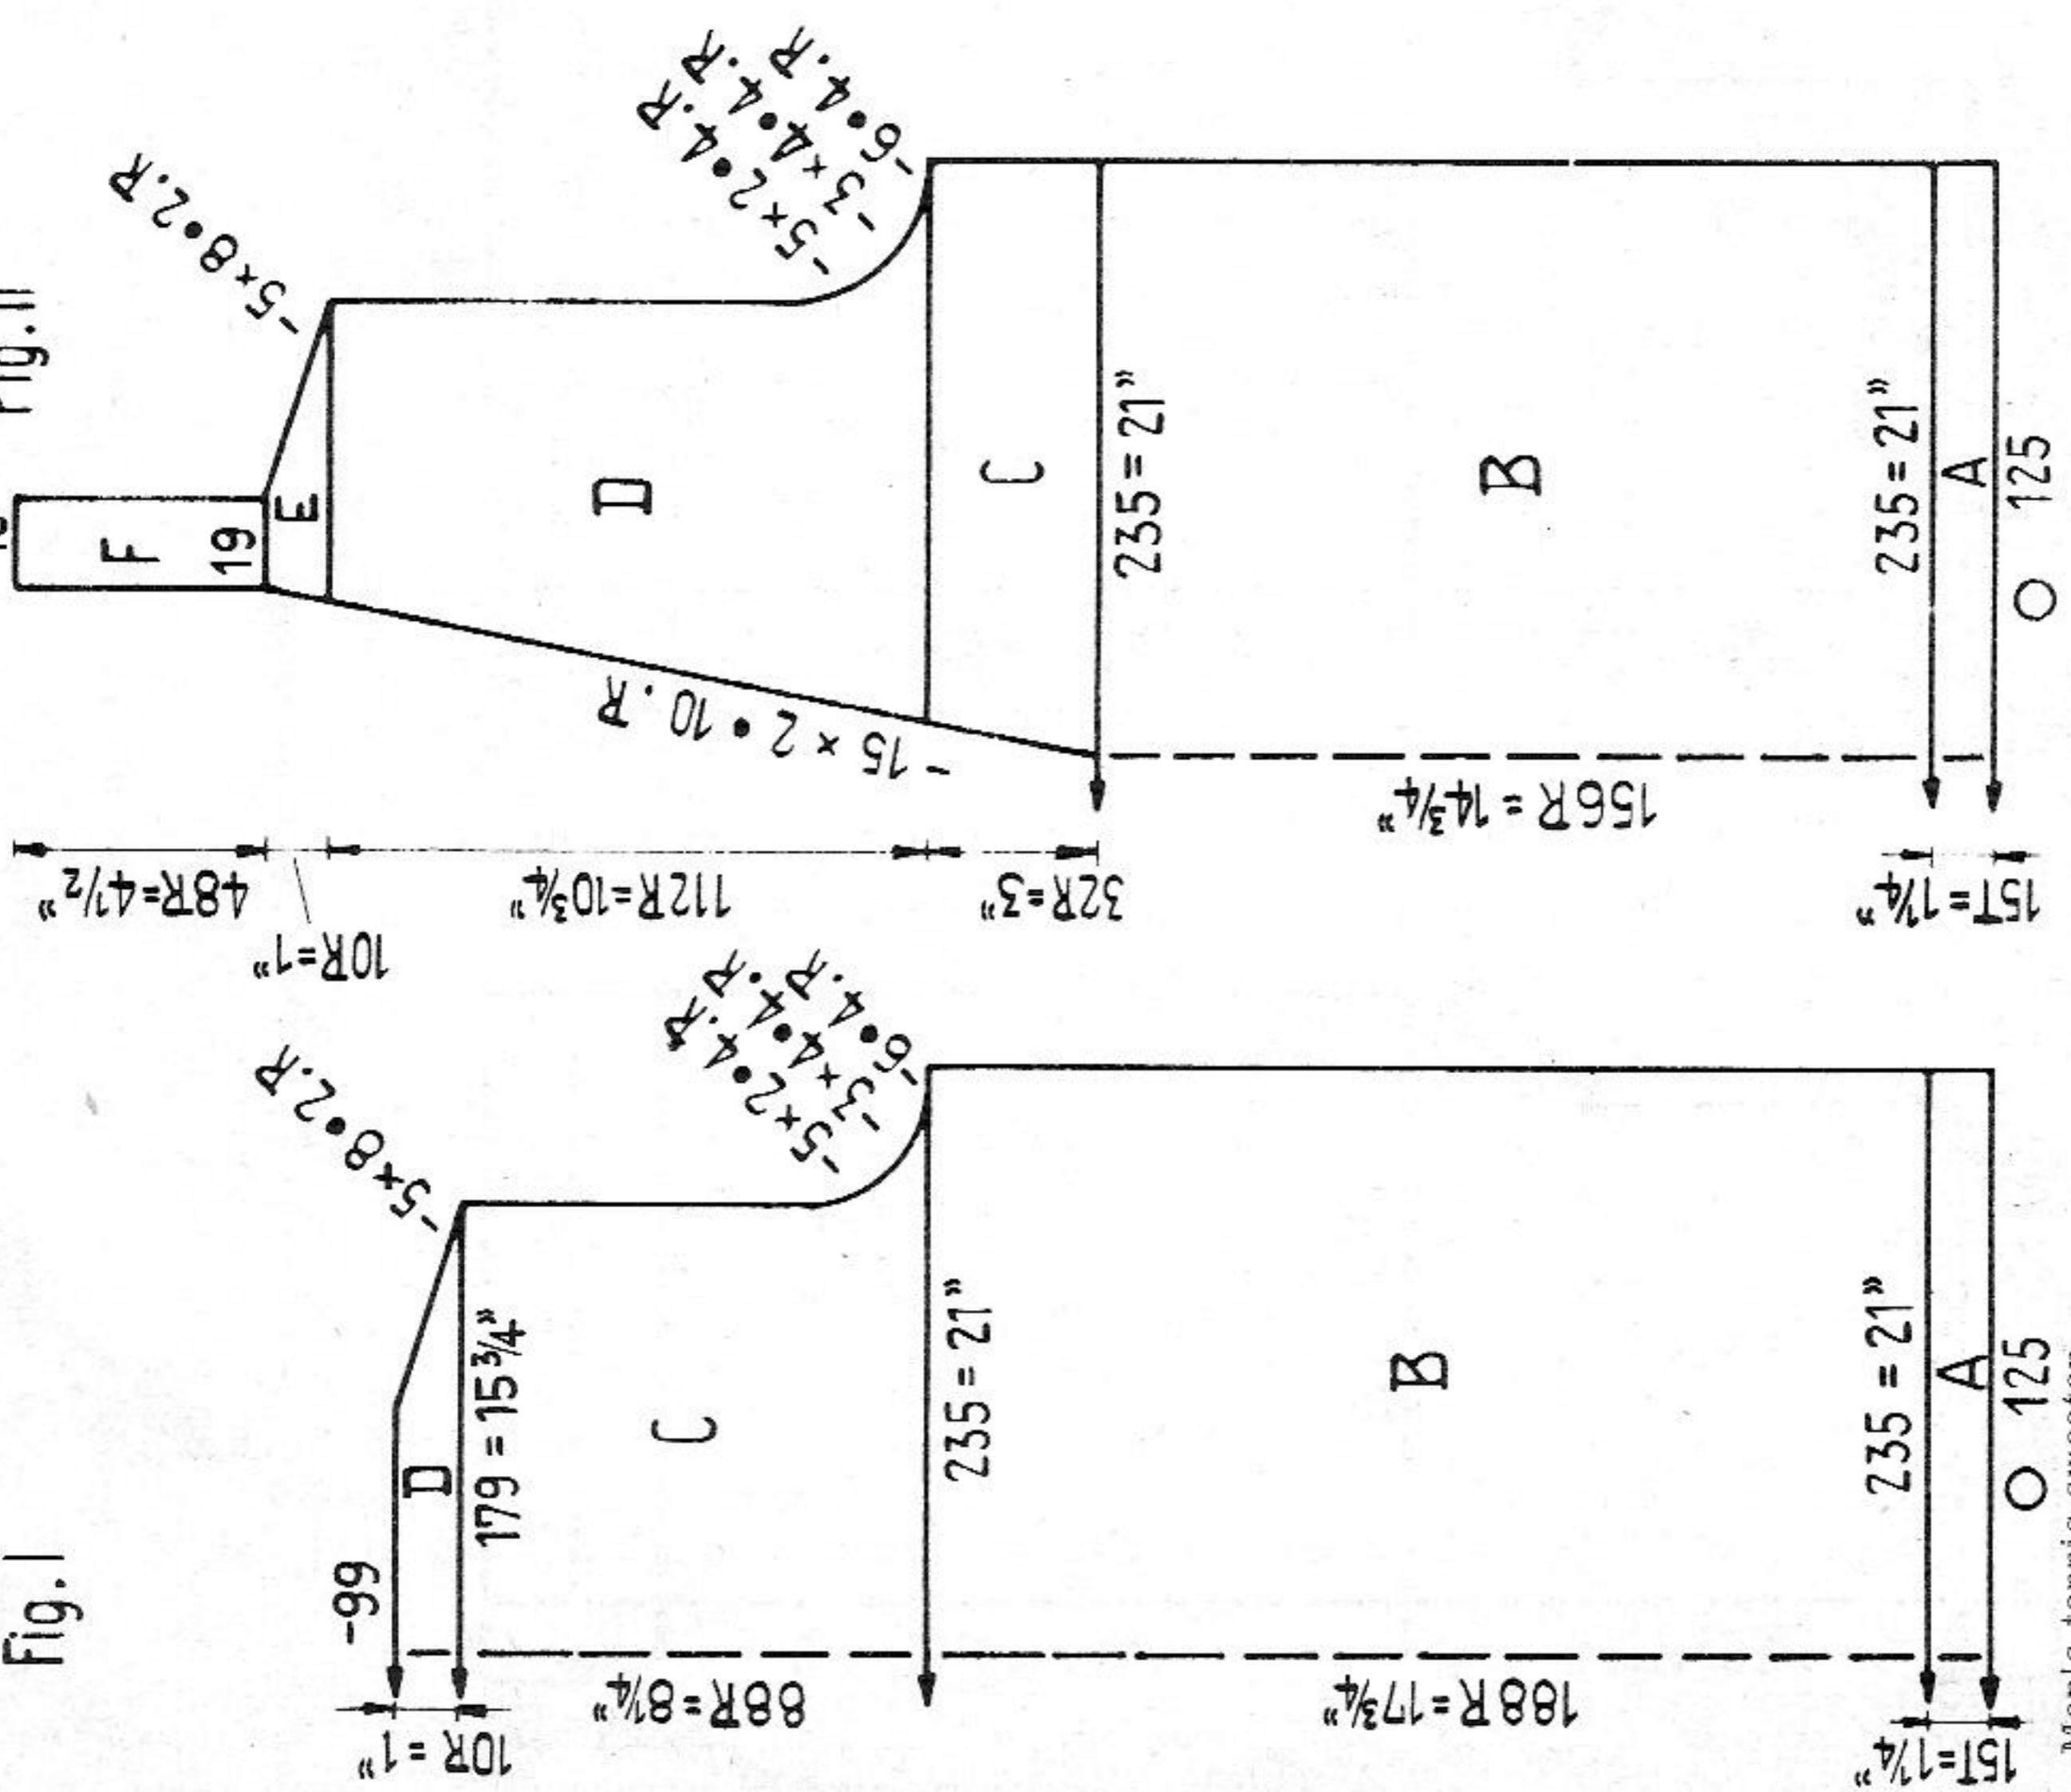 Fig. II
F
19
E
-5×8•2.R
D
-5×2•4.R
-3×4•4.R
-6•4.R
-15×2•10.R
C
235=21"
B
235=21"
A
O 125
48R=4½"
10R=1"
112R=10¾"
32R=3"
156R=14¾"
15T=1¼"
Fig. I
-99
-5×8•2.R
D
179=15¾"
C
-5×2•4.R
-3×4•4.R
-6•4.R
235=21"
B
235=21"
A
O 125
10R=1"
88R=8¼"
188R=17¾"
15T=1¼"